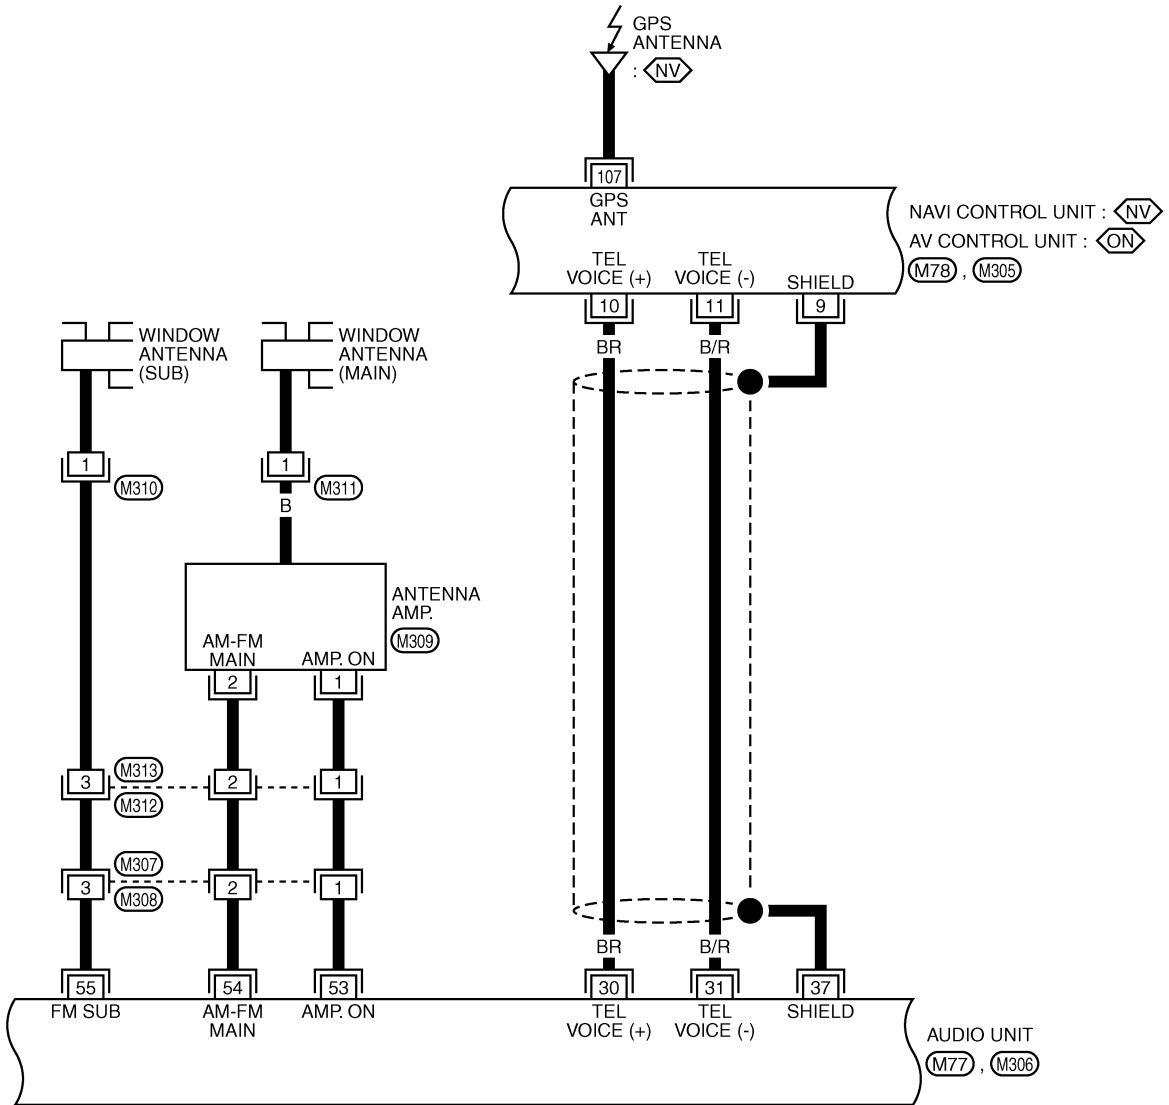 GPS
ANTENNA
: NV
107
GPS
ANT
NAVI CONTROL UNIT : NV
AV CONTROL UNIT : ON
M78 , M305
TEL
VOICE (+)
TEL
VOICE (-)
SHIELD
10
11
9
BR
B/R
WINDOW
ANTENNA
(SUB)
WINDOW
ANTENNA
(MAIN)
1
M310
1
M311
B
ANTENNA
AMP.
M309
AM-FM
MAIN
AMP. ON
2
1
M313
3
2
1
M312
M307
3
2
1
M308
BR
B/R
55
54
53
30
31
37
FM SUB
AM-FM
MAIN
AMP. ON
TEL
VOICE (+)
TEL
VOICE (-)
SHIELD
AUDIO UNIT
M77 , M306